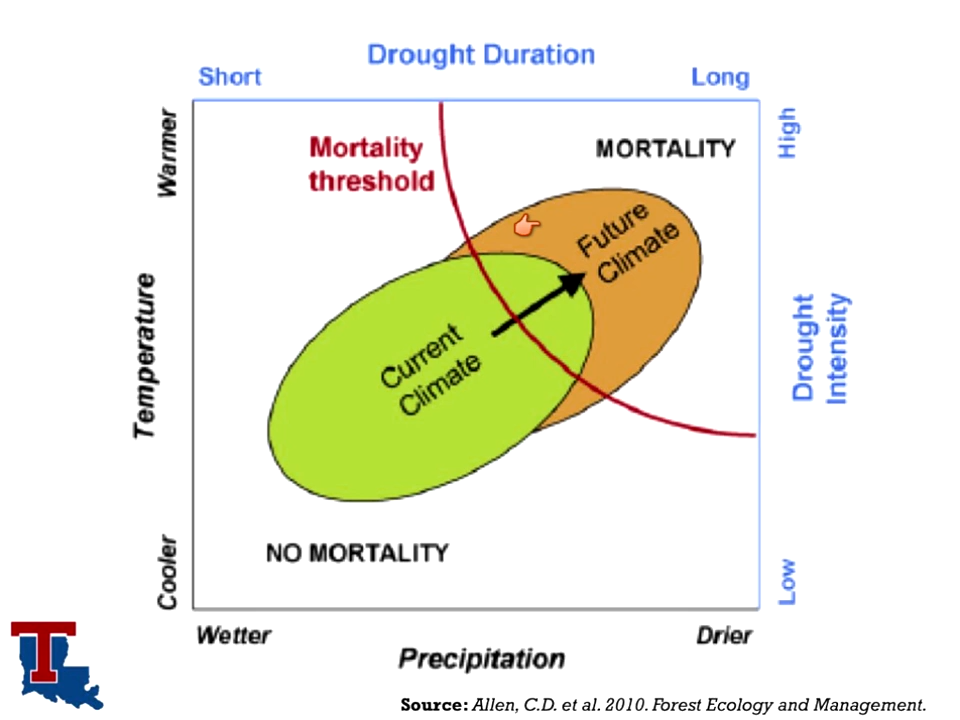 Drought Duration
Short
Long
Warmer
High
Mortality
threshold
MORTALITY
Future
Climate
Temperature
Drought
Intensity
Current
Climate
NO MORTALITY
Cooler
Low
Wetter
Drier
Precipitation
T
Source: Allen, C.D. et al. 2010. Forest Ecology and Management.